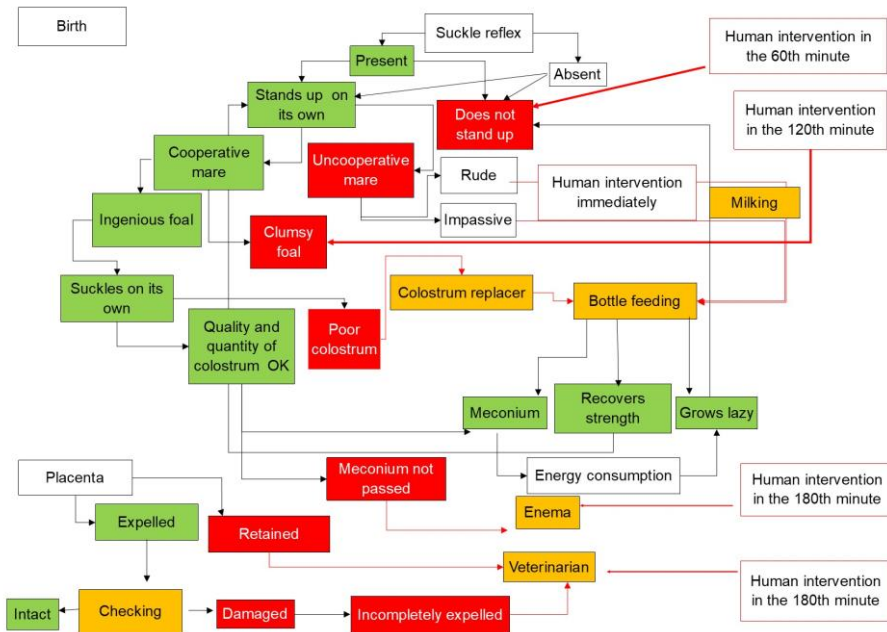 Birth
Suckle reflex
Human intervention in
the 60th minute
Present
Absent
Stands up on
its own
Does not
stand up
Human
intervention
in the 120th minute
Cooperative
mare
Uncooperative
mare
Rude
Human intervention
immediately
Milking
Ingenious foal
Impassive
Clumsy
foal
Suckles on its
own
Colostrum replacer
Bottle feeding
Quality and
quantity of
colostrum OK
Poor
colostrum
Meconium
Recovers
strength
Grows lazy
Placenta
Meconium not
passed
Energy consumption
Human intervention
in the 180th minute
Enema
Expelled
Retained
Veterinarian
Human intervention
in the 180th minute
Intact
Checking
Damaged
Incompletely expelled